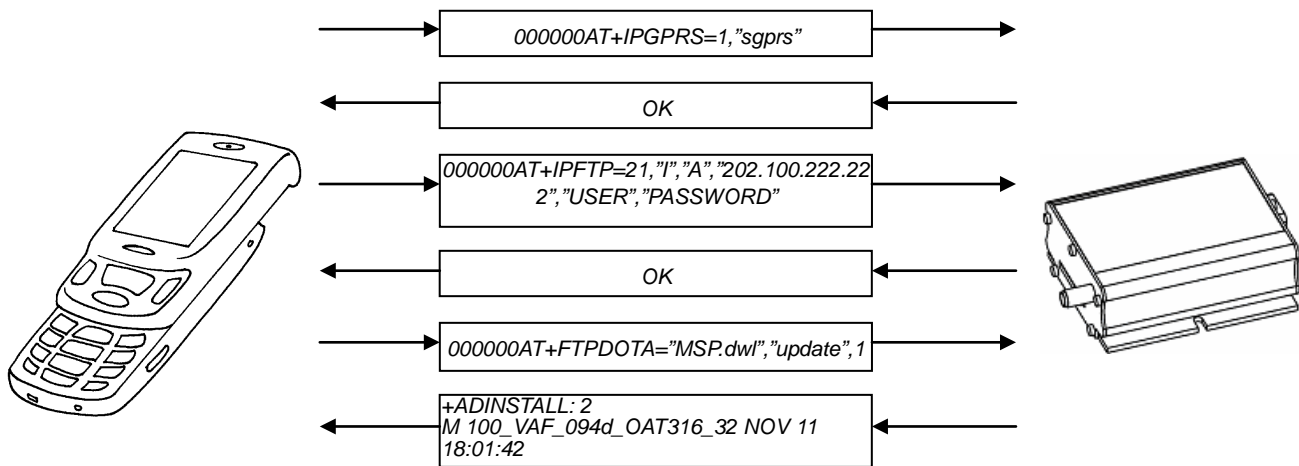 000000AT+IPGPRS=1,”sgprs”
OK
000000AT+IPFTP=21,”I”,”A”,”202.100.222.22
2”,”USER”,”PASSWORD”
OK
000000AT+FTPDOTA=”MSP.dwl”,”update”,1
+ADINSTALL: 2
M 100_VAF_094d_OAT316_32 NOV 11
18:01:42